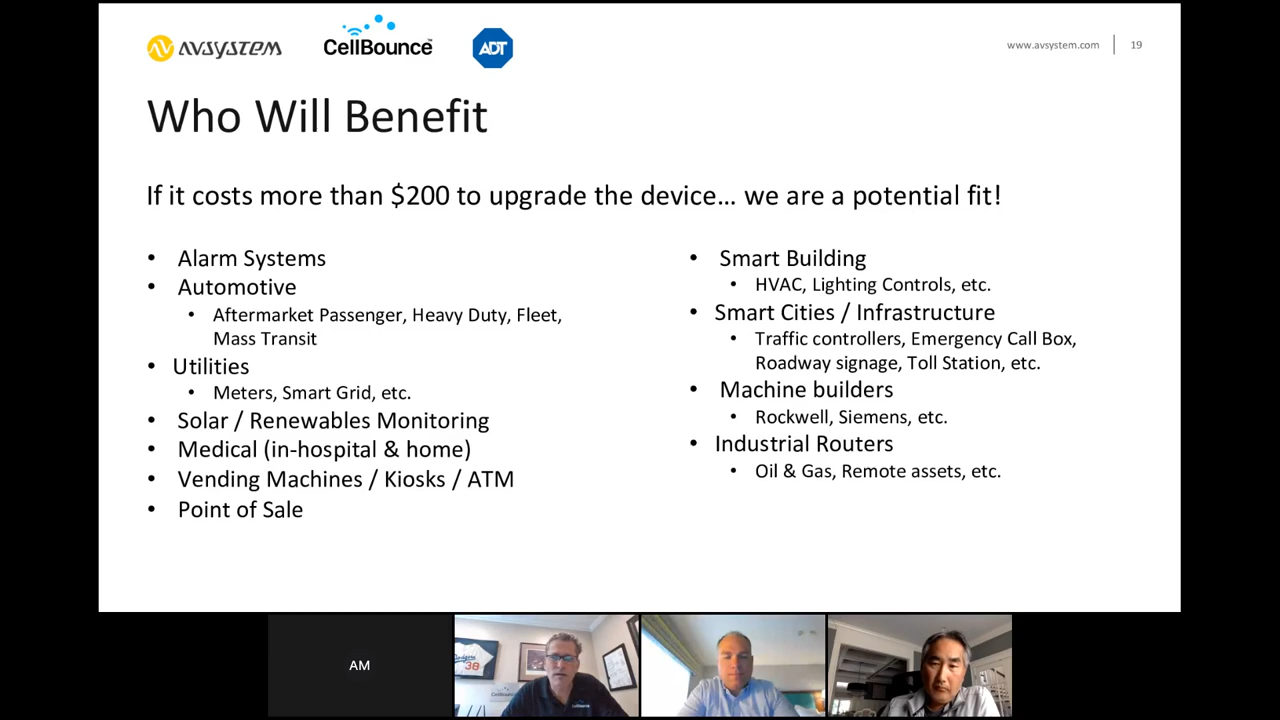 AVSYSTEM
CellBounce™
ADT
www.avsystem.com
19
Who Will Benefit
If it costs more than $200 to upgrade the device... we are a potential fit!
• Alarm Systems
• Automotive
• Aftermarket Passenger, Heavy Duty, Fleet,
Mass Transit
• Utilities
• Meters, Smart Grid, etc.
• Solar / Renewables Monitoring
• Medical (in-hospital & home)
• Vending Machines / Kiosks / ATM
• Point of Sale
• Smart Building
• HVAC, Lighting Controls, etc.
• Smart Cities / Infrastructure
• Traffic controllers, Emergency Call Box,
Roadway signage, Toll Station, etc.
• Machine builders
• Rockwell, Siemens, etc.
• Industrial Routers
• Oil & Gas, Remote assets, etc.
AM
Dodgers
38
CellBounce